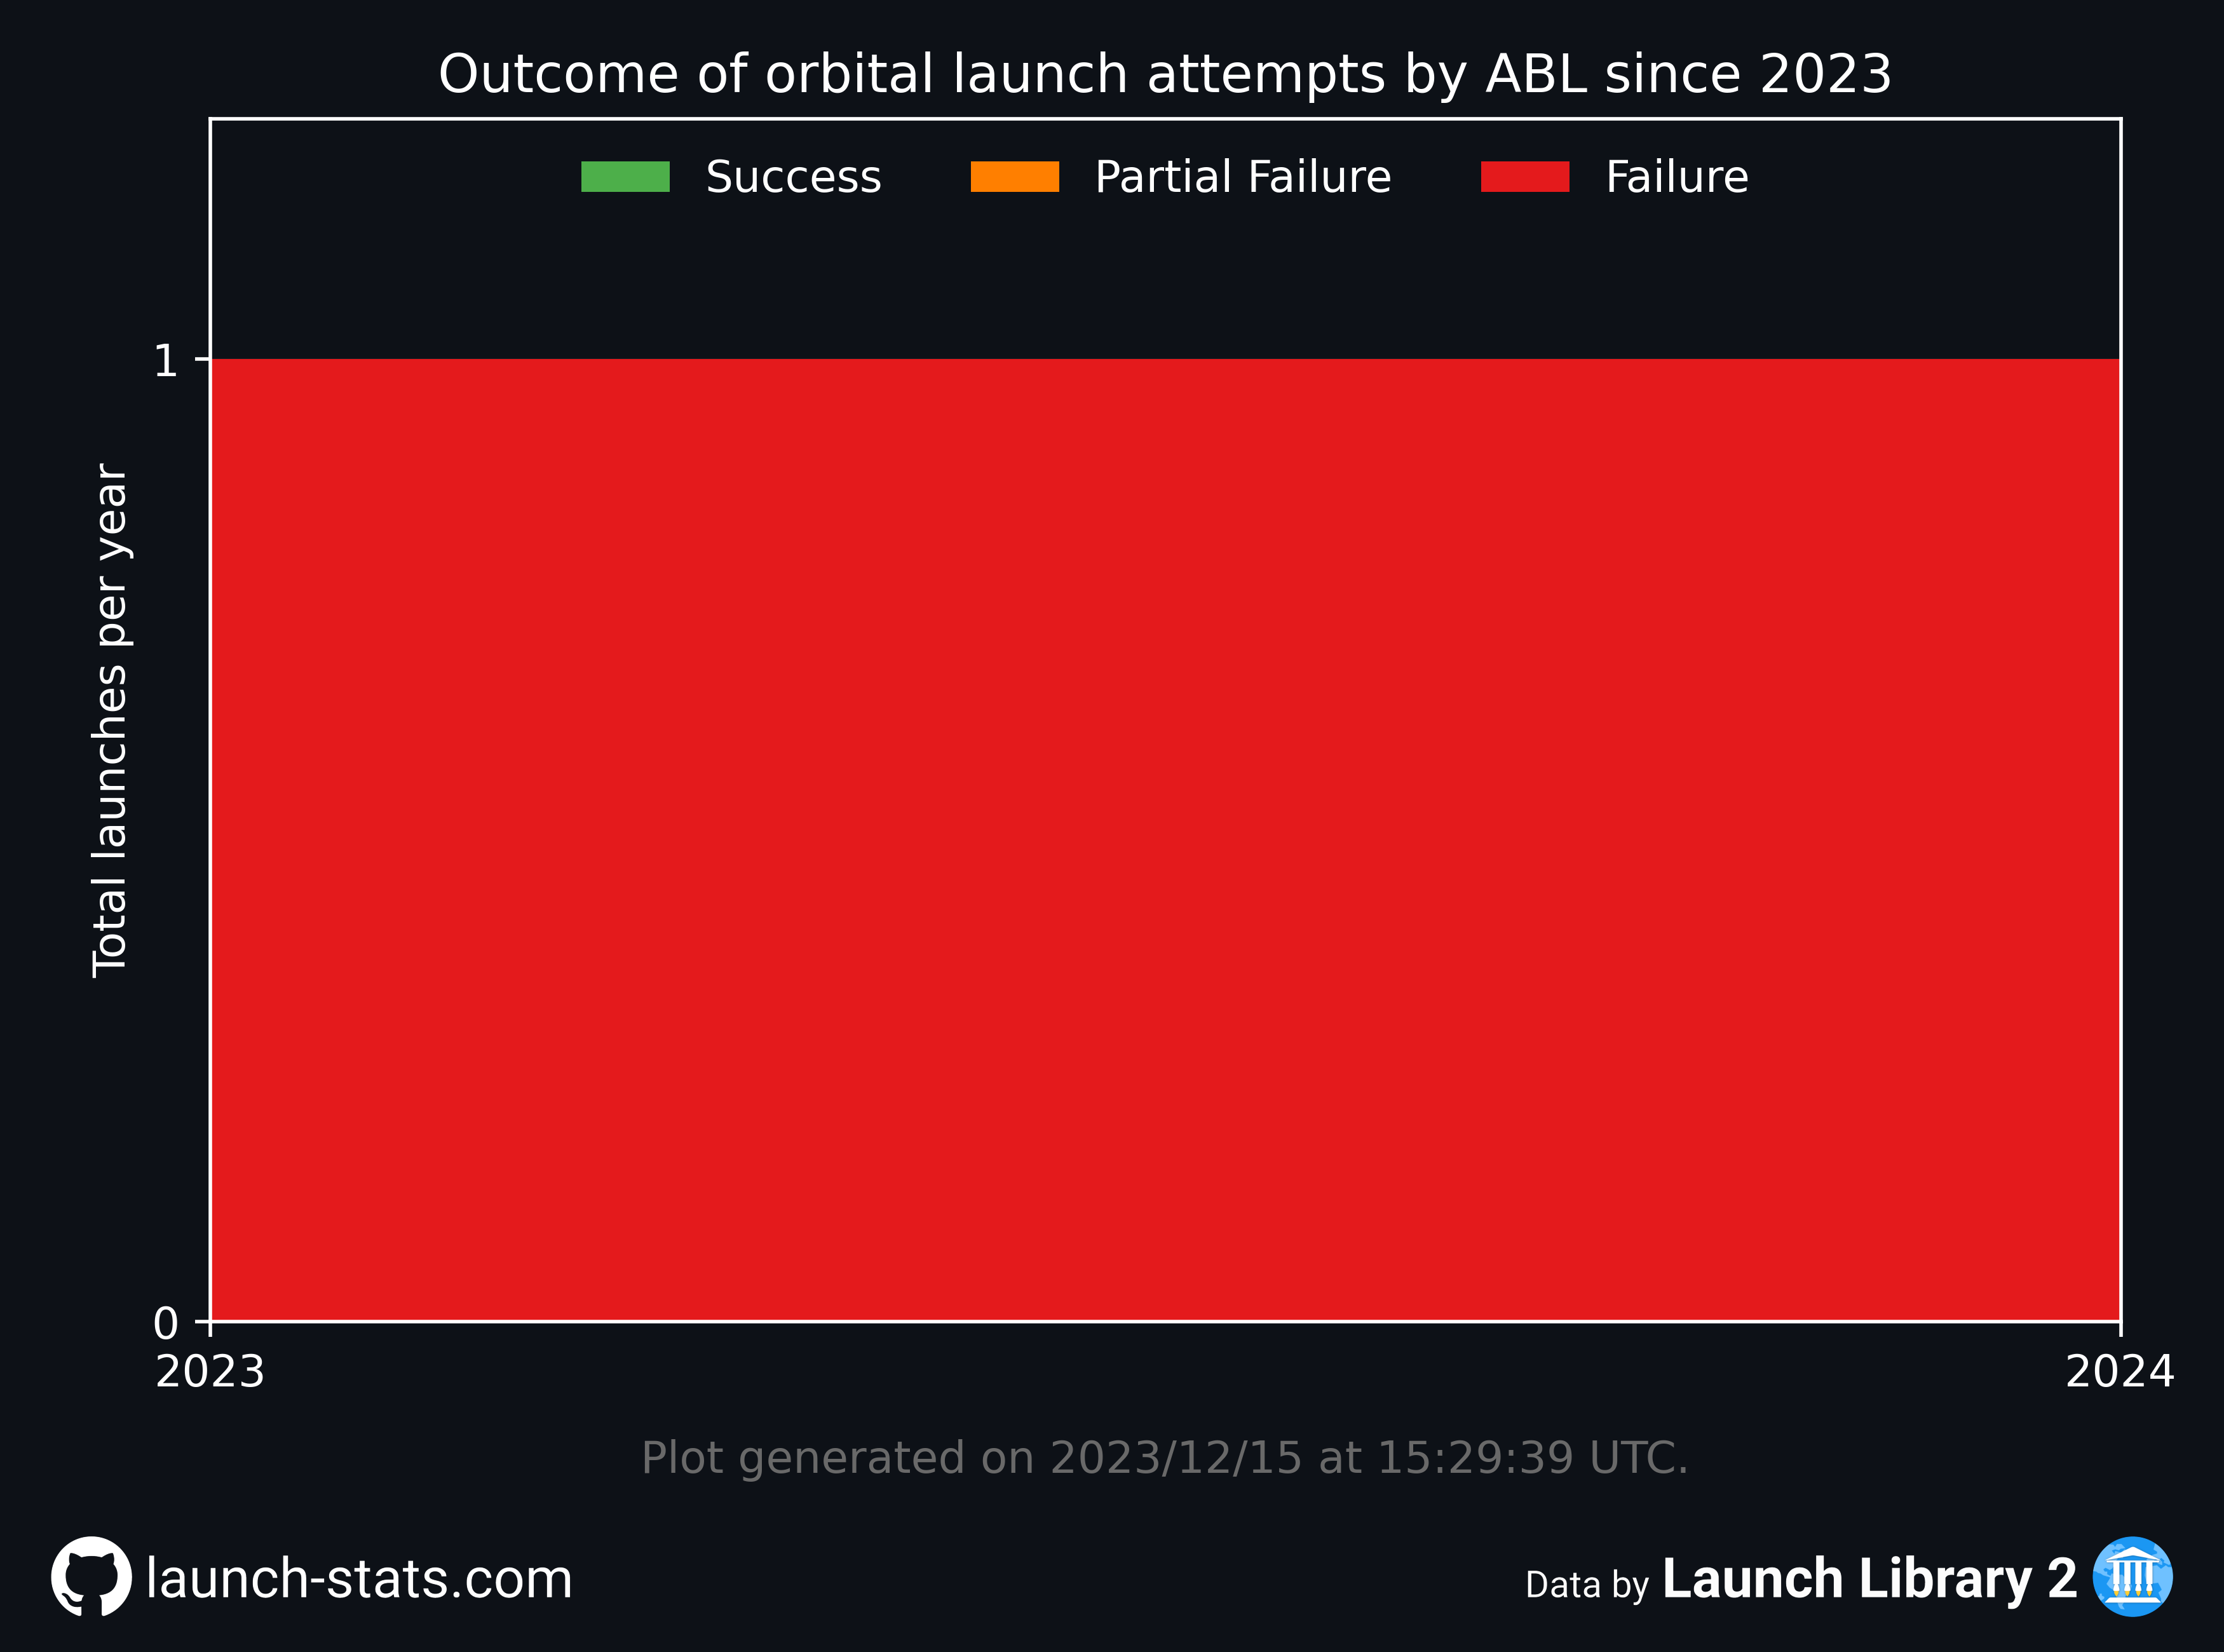 Outcome of orbital launch attempts by ABL since 2023
Success
Partial Failure
Failure
Total launches per year
1
0
2023
2024
Plot generated on 2023/12/15 at 15:29:39 UTC.
launch-stats.com
Data by Launch Library 2